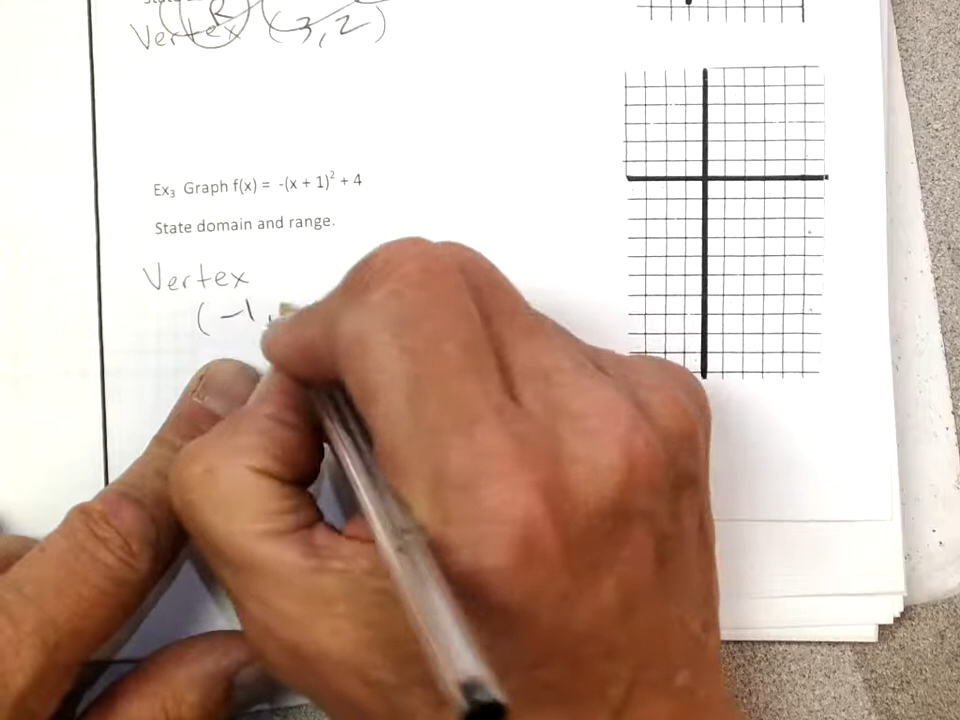 Vertex (3,2)
Ex3 Graph f(x) = -(x + 1)² + 4
State domain and range.
Vertex
(-1,